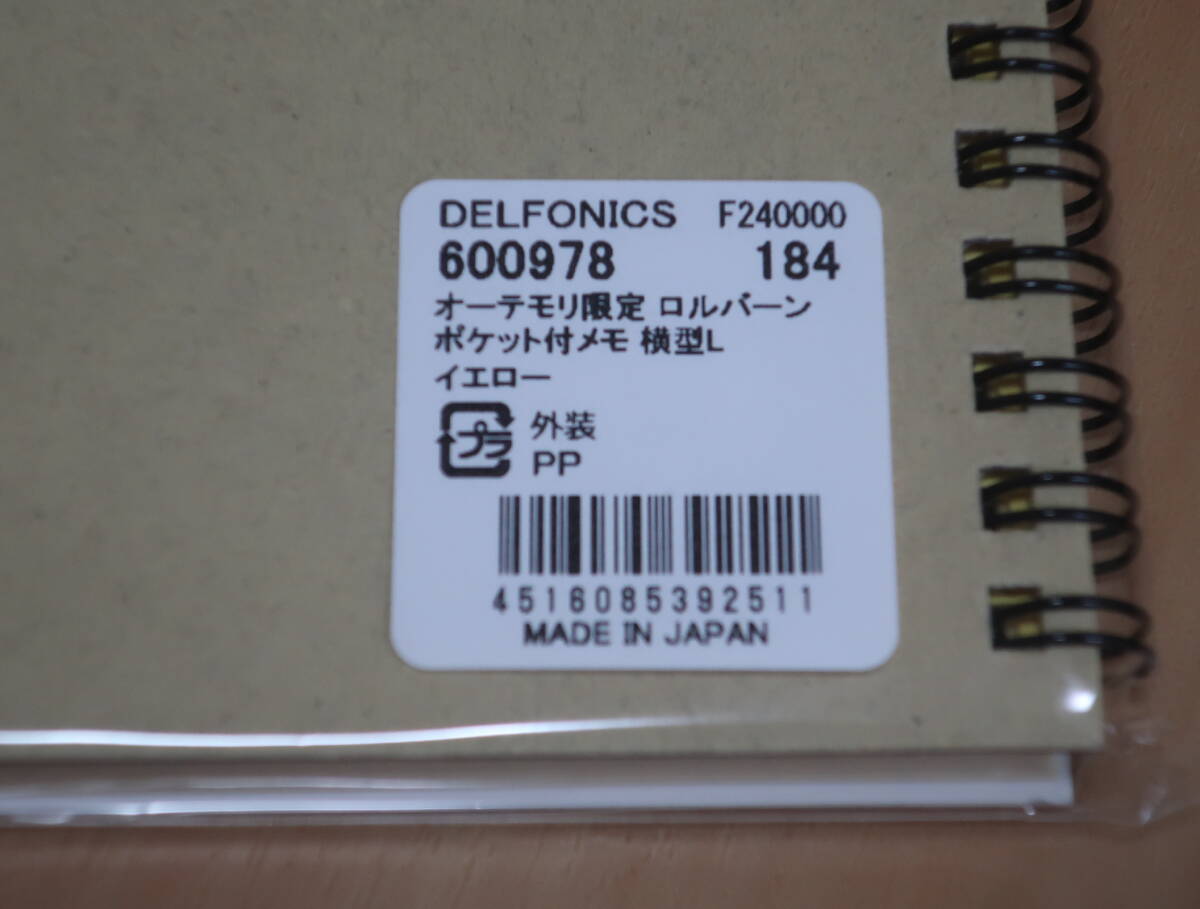 DELFONICS F240000
600978 184
オーテモリ限定 ロルバーン
ポケット付メモ 横型L
イエロー
プラ 外装
PP
4516085392511
MADE IN JAPAN